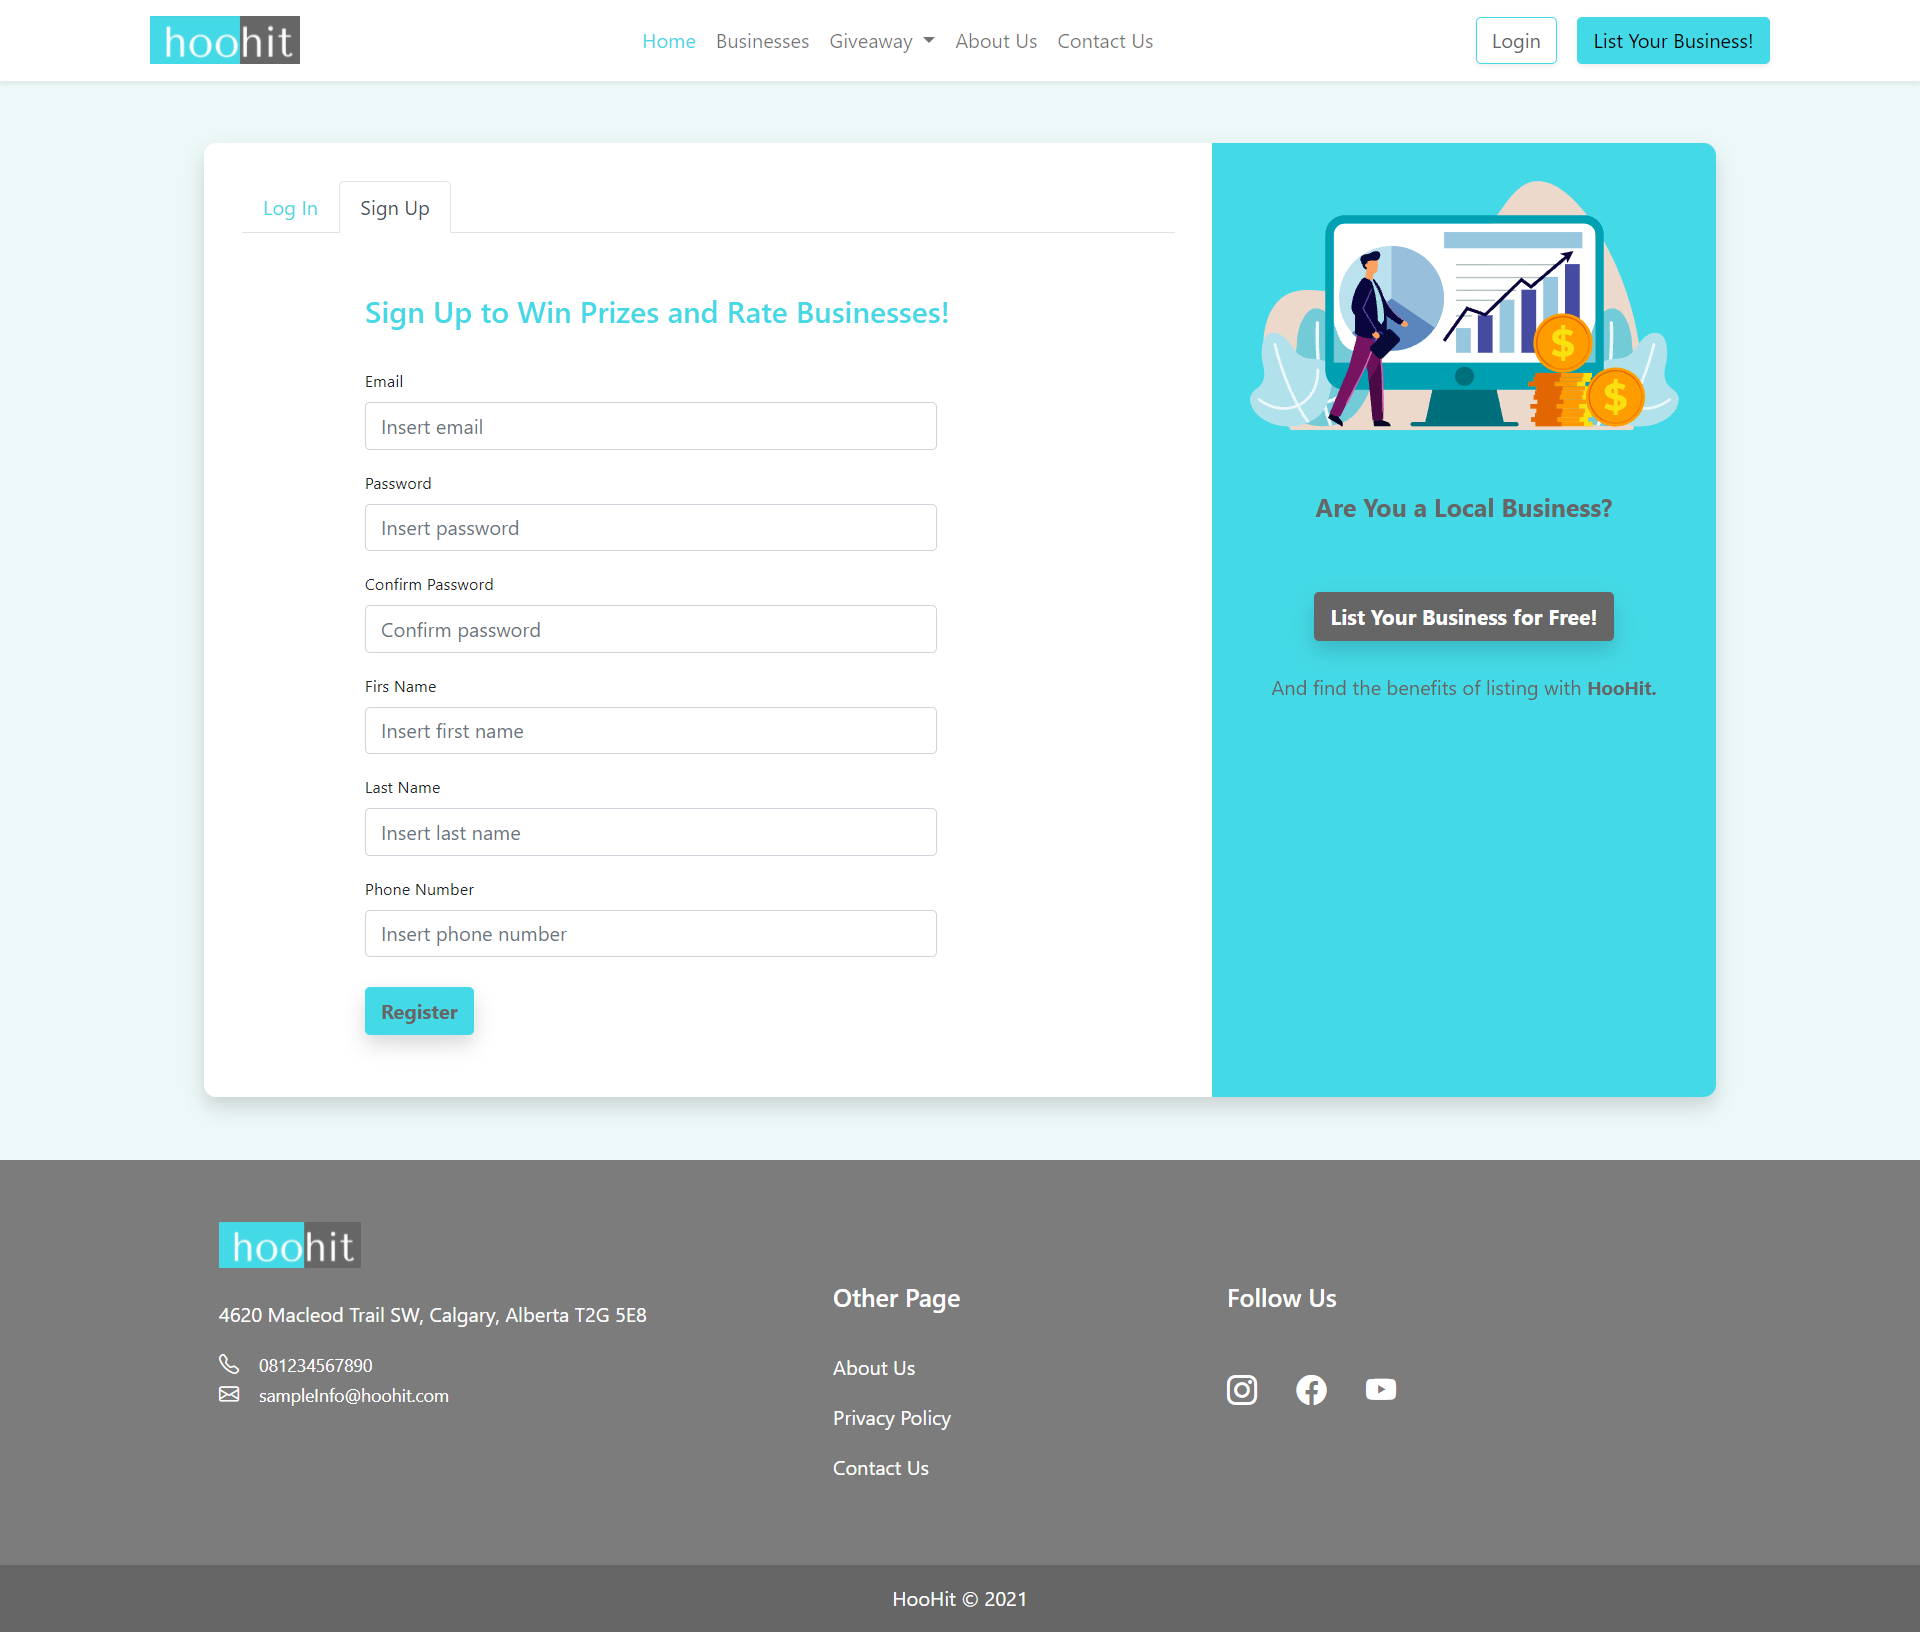 hoohit
Home Businesses Giveaway About Us Contact Us
Login
List Your Business!
Log In
Sign Up
Sign Up to Win Prizes and Rate Businesses!
Email
Insert email
Password
Insert password
Confirm Password
Confirm password
Firs Name
Insert first name
Last Name
Insert last name
Phone Number
Insert phone number
Register
$
$
Are You a Local Business?
List Your Business for Free!
And find the benefits of listing with HooHit.
hoohit
4620 Macleod Trail SW, Calgary, Alberta T2G 5E8
081234567890
sampleInfo@hoohit.com
Other Page
About Us
Privacy Policy
Contact Us
Follow Us
HooHit © 2021